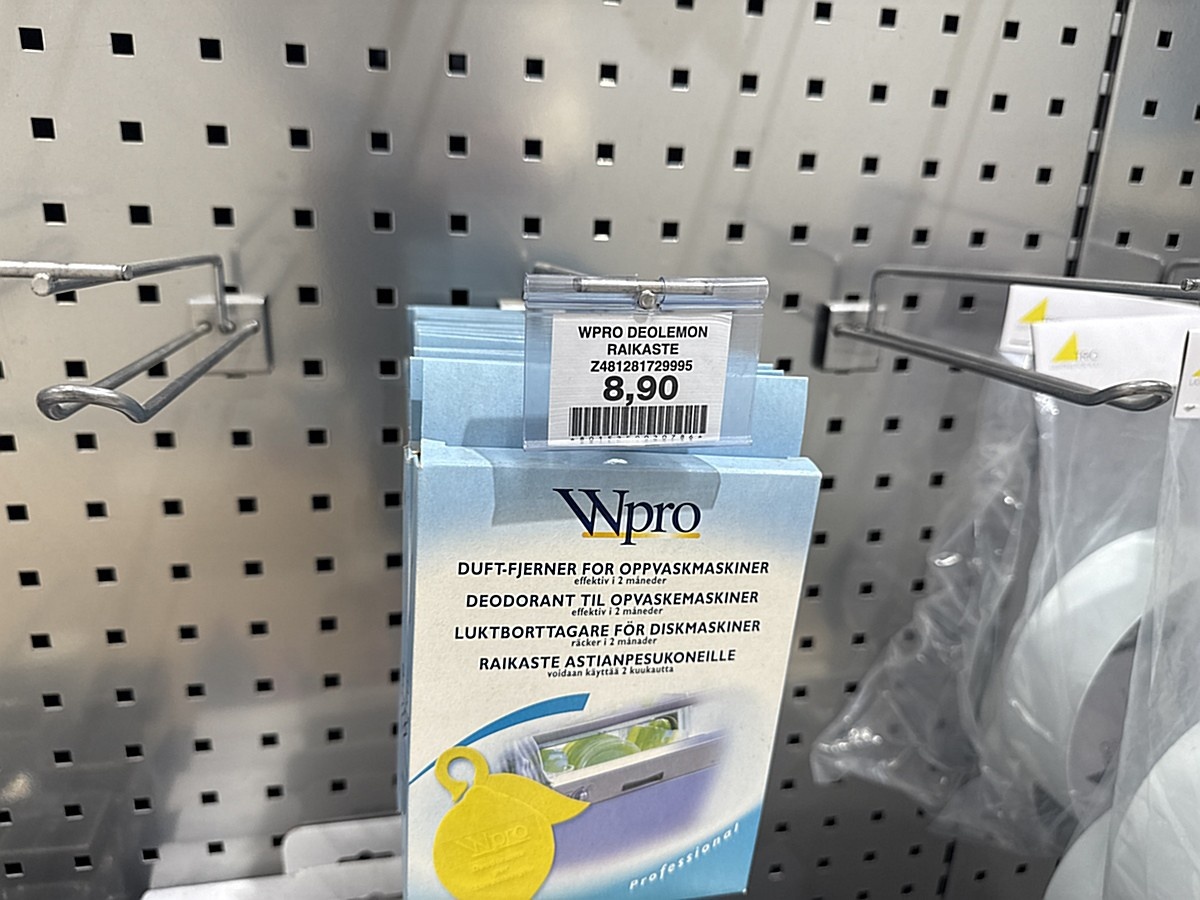 WPRO DEOLEMON
RAIKASTE
Z481281729995
8,90
Wpro
DUFT-FJERNER FOR OPPVASKMASKINER
effektiv i 2 måneder
DEODORANT TIL OPVASKEMASKINER
effektiv i 2 måneder
LUKTBORTTAGARE FÖR DISKMASKINER
räcker i 2 månader
RAIKASTE ASTIANPESUKONEILLE
voidaan käyttää 2 kuukautta
Wpro
Professional